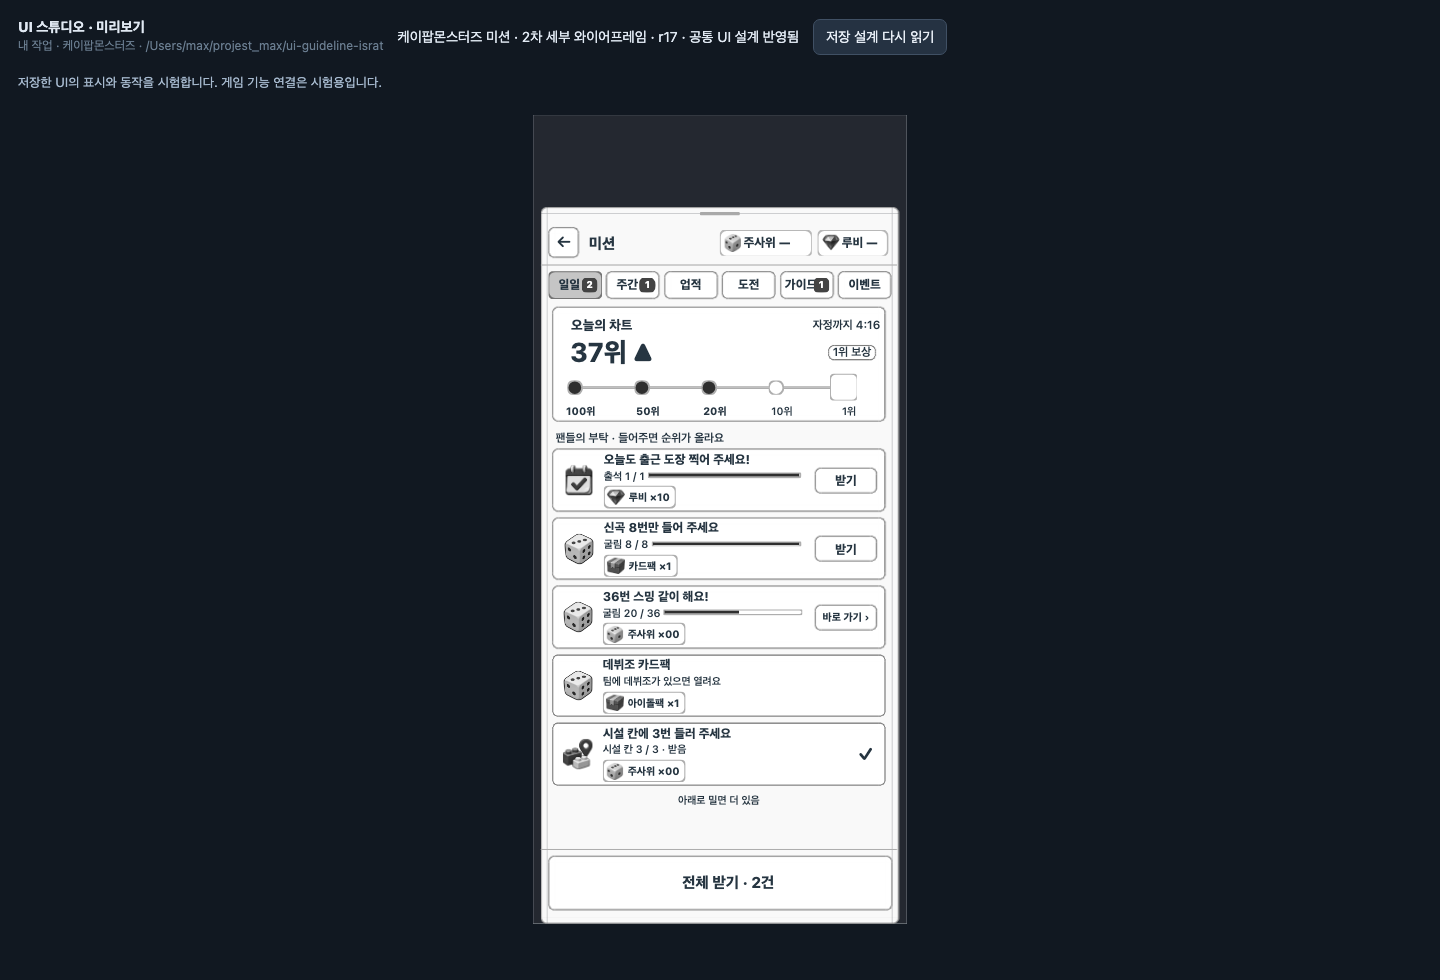 UI 스튜디오 · 미리보기
내 작업 · 케이팝몬스터즈 · /Users/max/projest_max/ui-guideline-israt
케이팝몬스터즈 미션 · 2차 세부 와이어프레임 · r17 · 공통 UI 설계 반영됨
저장 설계 다시 읽기
저장한 UI의 표시와 동작을 시험합니다. 게임 기능 연결은 시험용입니다.
미션
주사위 —
루비 —
일일 2
주간 1
업적
도전
가이드 1
이벤트
오늘의 차트
자정까지 4:16
37위 ▲
1위 보상
100위
50위
20위
10위
1위
팬들의 부탁 · 들어주면 순위가 올라요
오늘도 출근 도장 찍어 주세요!
출석 1 / 1
루비 ×10
받기
신곡 8번만 들어 주세요
굴림 8 / 8
카드팩 ×1
받기
36번 스밍 같이 해요!
굴림 20 / 36
주사위 ×00
바로 가기 ›
데뷔조 카드팩
팀에 데뷔조가 있으면 열려요
아이돌팩 ×1
시설 칸에 3번 들러 주세요
시설 칸 3 / 3 · 받음
주사위 ×00
아래로 밀면 더 있음
전체 받기 · 2건